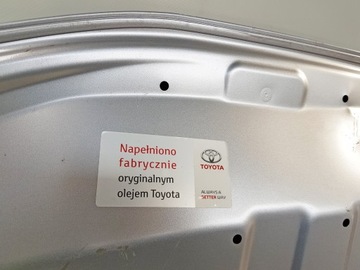 Napełniono
fabrycznie
oryginalnym
olejem Toyota
TOYOTA
ALWAYS A
BETTER WAY